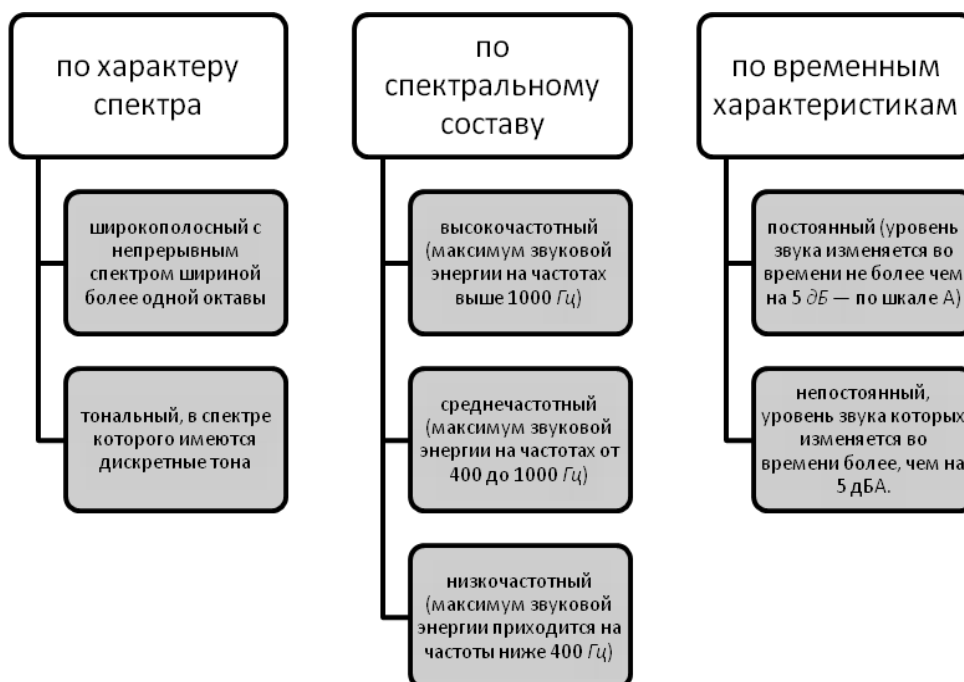 по характеру
спектра
широкополосный с
непрерывным
спектром шириной
более одной октавы
тональный, в спектре
которого имеются
дискретные тона
по
спектральному
составу
высокочастотный
(максимум звуковой
энергии на частотах
выше 1000 Гц)
среднечастотный
(максимум звуковой
энергии на частотах от
400 до 1000 Гц)
низкочастотный
(максимум звуковой
энергии приходится на
частоты ниже 400 Гц)
по временным
характеристикам
постоянный (уровень
звука изменяется во
времени не более чем
на 5 дБ — по шкале А)
непостоянный,
уровень звука которых
изменяется во
времени более, чем на
5 дБА.